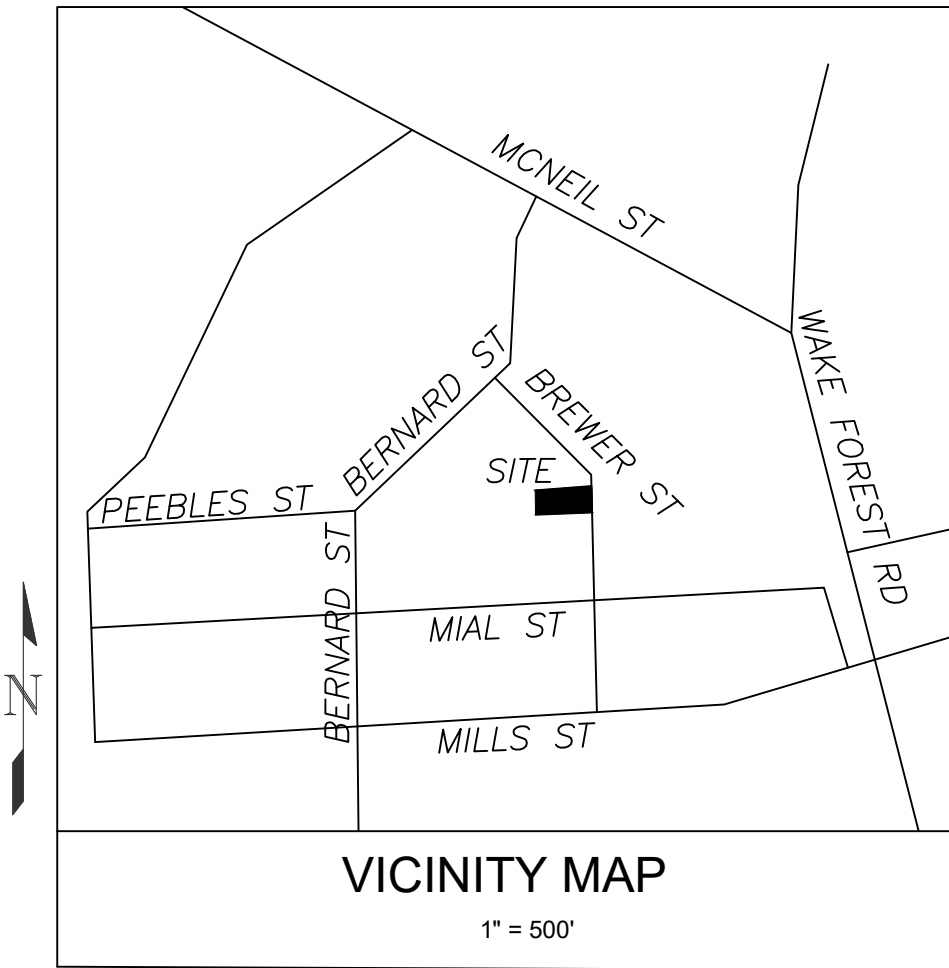 MCNEIL ST
WAKE FOREST RD
BERNARD ST
BREWER ST
SITE
PEEBLES ST
BERNARD ST
MIAL ST
MILLS ST
N
VICINITY MAP
1" = 500'